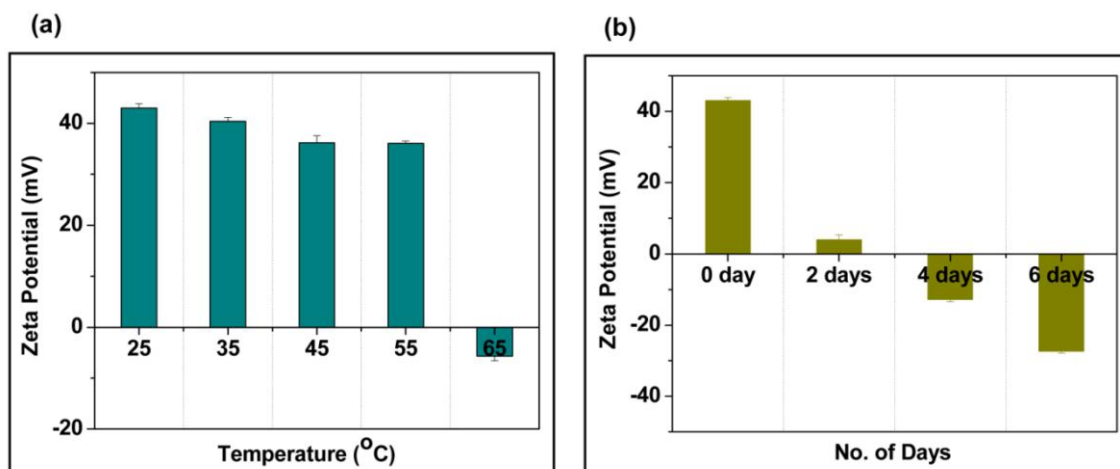 (a)
Zeta Potential (mV)
40
20
0
-20
25 35 45 55 65
Temperature (°C)
(b)
Zeta Potential (mV)
40
20
0
-20
-40
0 day 2 days 4 days 6 days
No. of Days